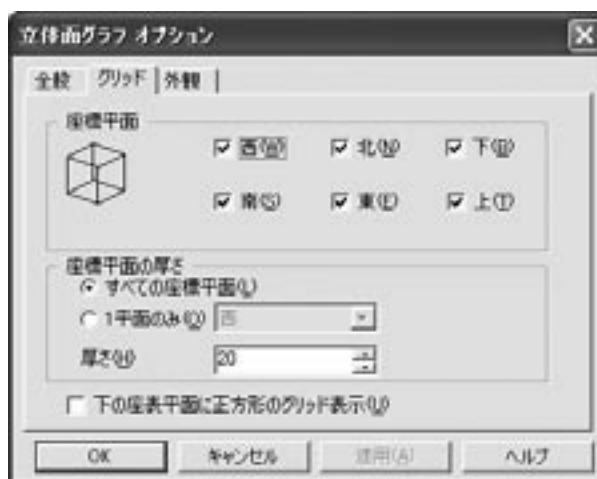 立体面グラフ オプション
全般 グリッド 外観
座標平面
西(W) 北(N) 下(B)
南(S) 東(E) 上(T)
座標平面の厚さ
すべての座標平面(L)
1平面のみ(O) 西
厚さ(H) 20
下の座表平面に正方形のグリッド表示(U)
OK キャンセル 適用(A) ヘルプ